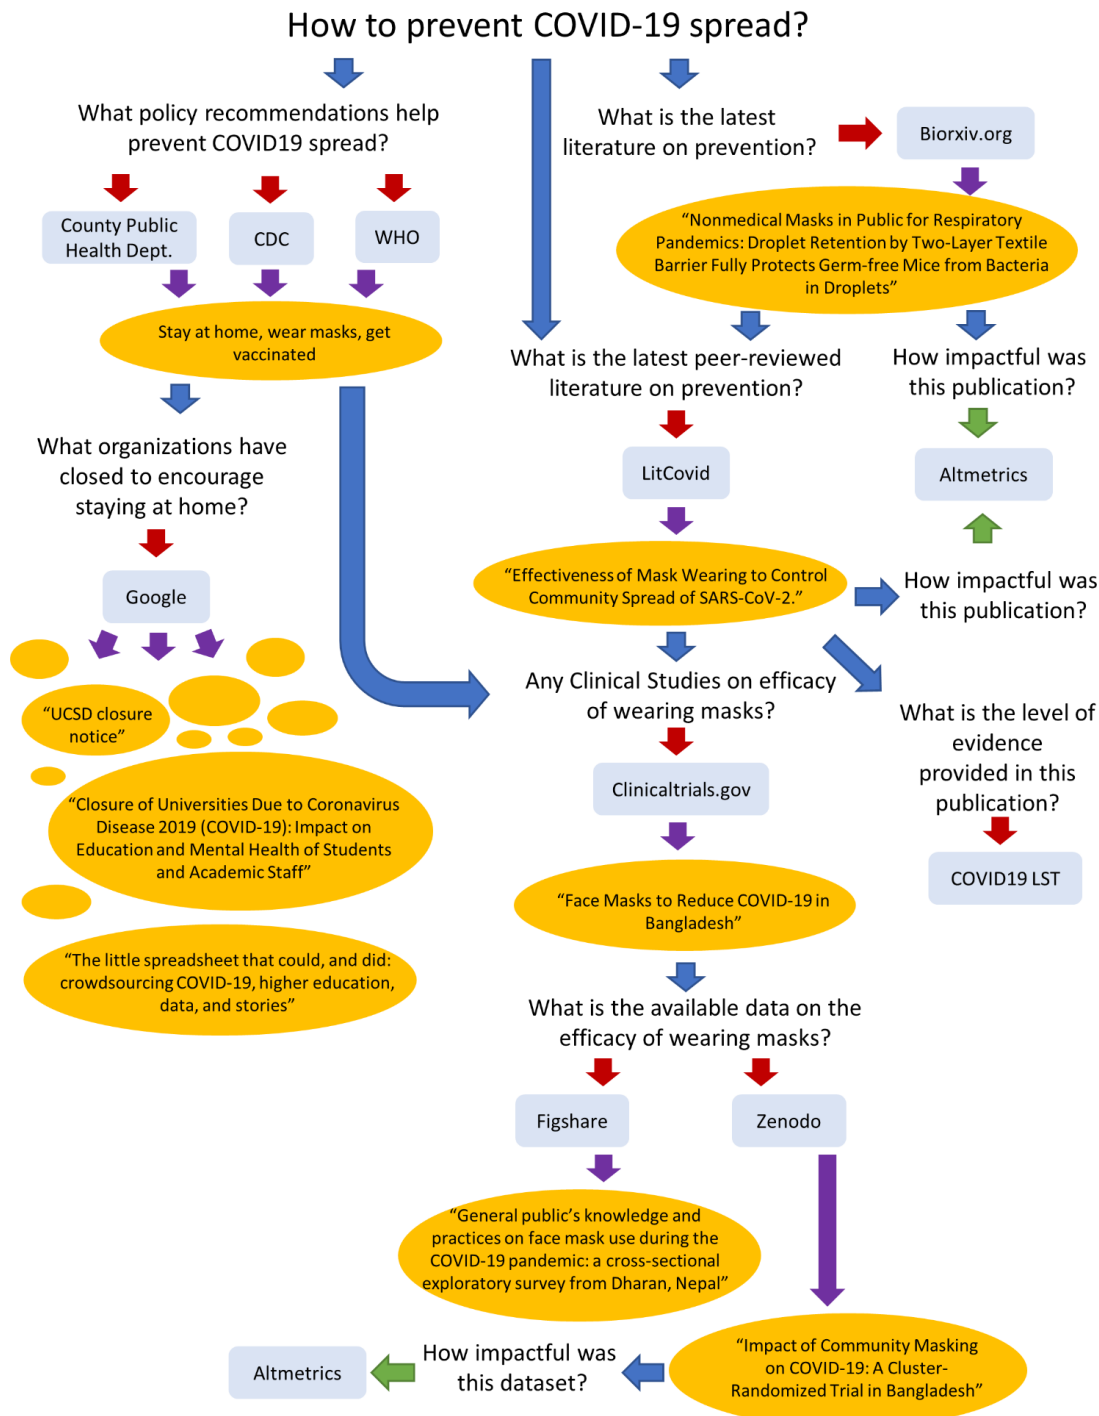 How to prevent COVID-19 spread?
What policy recommendations help
prevent COVID19 spread?
County Public
Health Dept.
CDC
WHO
Stay at home, wear masks, get
vaccinated
What organizations have
closed to encourage
staying at home?
Google
“UCSD closure
notice”
“Closure of Universities Due to Coronavirus
Disease 2019 (COVID-19): Impact on
Education and Mental Health of Students
and Academic Staff”
“The little spreadsheet that could, and did:
crowdsourcing COVID-19, higher education,
data, and stories”
What is the latest
literature on prevention?
Biorxiv.org
“Nonmedical Masks in Public for Respiratory
Pandemics: Droplet Retention by Two-Layer Textile
Barrier Fully Protects Germ-free Mice from Bacteria
in Droplets”
What is the latest peer-reviewed
literature on prevention?
How impactful was
this publication?
LitCovid
Altmetrics
“Effectiveness of Mask Wearing to Control
Community Spread of SARS-CoV-2.”
How impactful was
this publication?
Any Clinical Studies on efficacy
of wearing masks?
What is the level of
evidence
provided in this
publication?
Clinicaltrials.gov
COVID19 LST
“Face Masks to Reduce COVID-19 in
Bangladesh”
What is the available data on the
efficacy of wearing masks?
Figshare
Zenodo
“General public’s knowledge and
practices on face mask use during the
COVID-19 pandemic: a cross-sectional
exploratory survey from Dharan, Nepal”
“Impact of Community Masking
on COVID-19: A Cluster-
Randomized Trial in Bangladesh”
How impactful was
this dataset?
Altmetrics